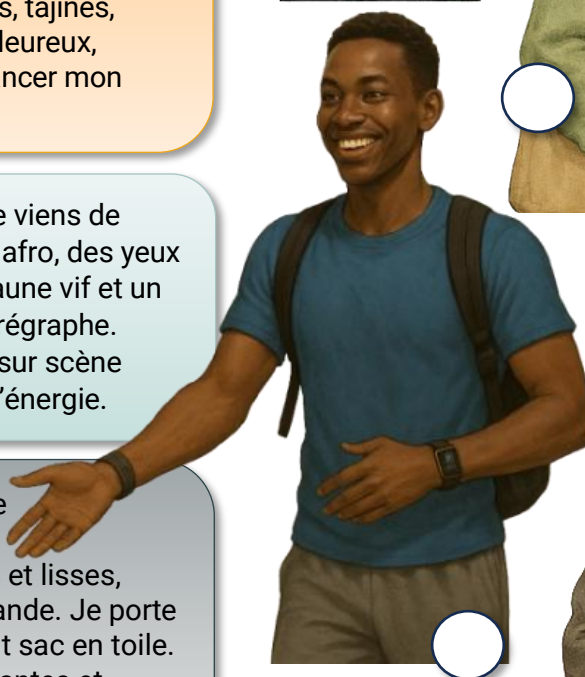 s, tajines,
leureux,
ncer mon
e viens de
afro, des yeux
aune vif et un
régraphe.
sur scène
'énergie.
e
et lisses,
ande. Je porte
t sac en toile.